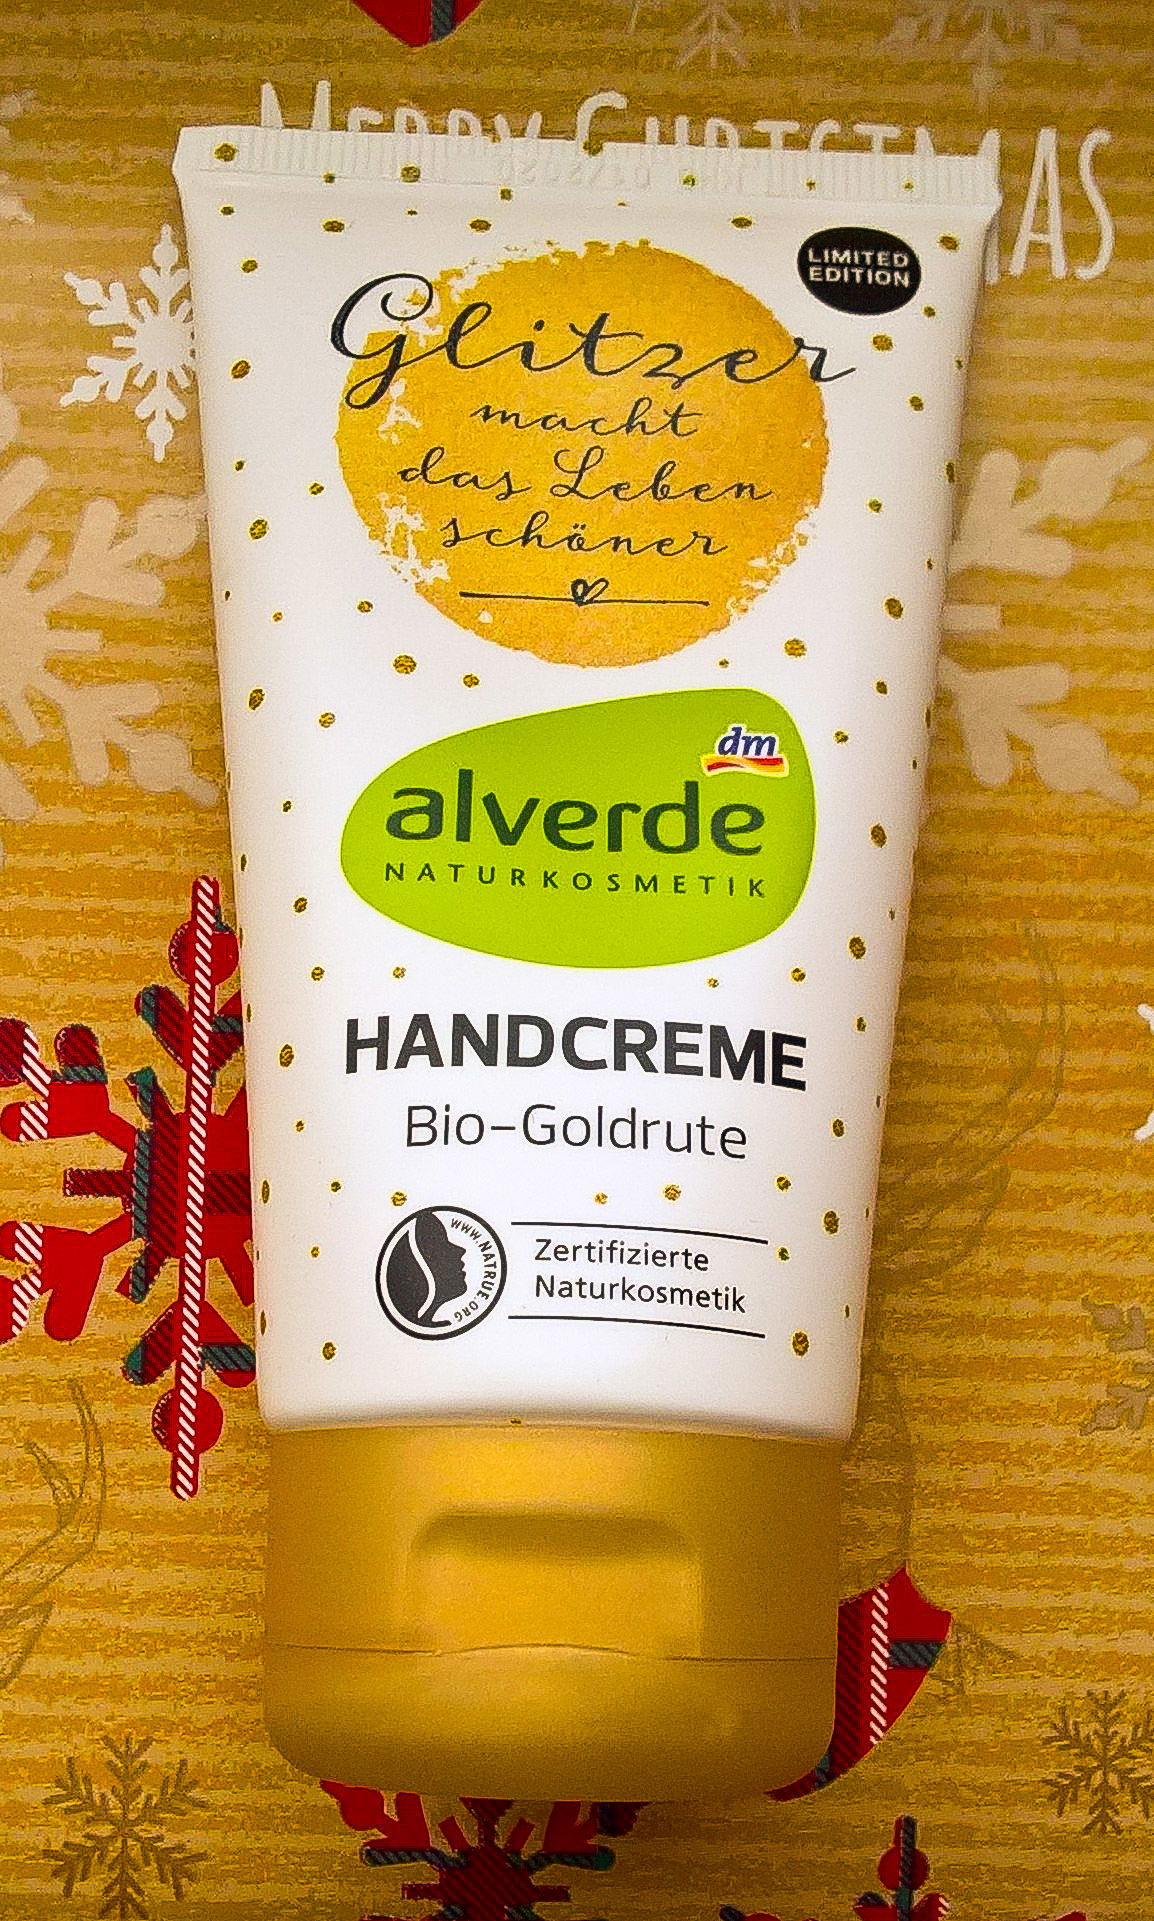 MERRY CHRISTMAS
LIMITED
EDITION
Glitzer
macht
das Leben
schöner
dm
alverde
NATURKOSMETIK
HANDCREME
Bio-Goldrute
WWW.NATRUE.ORG
Zertifizierte
Naturkosmetik